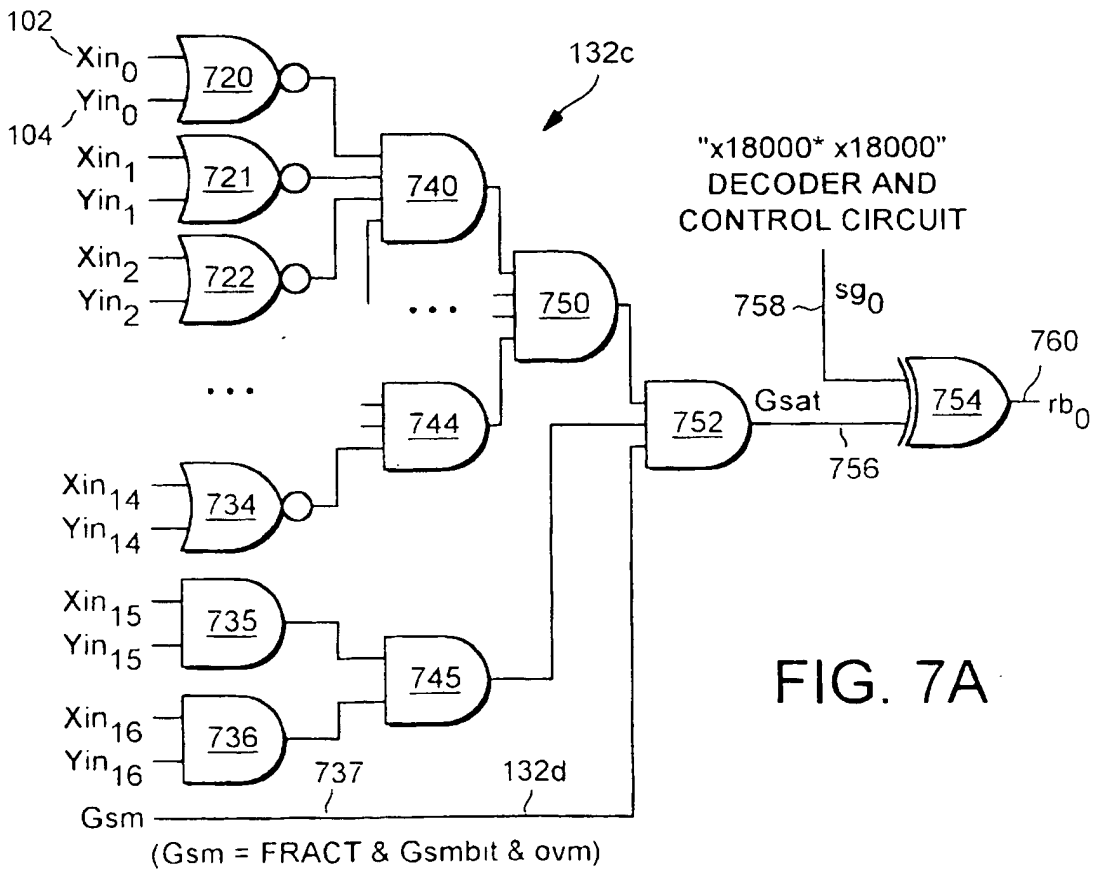 102
Xin0
Yin0
104
720
132c
Xin1
Yin1
721
740
"x18000* x18000"
DECODER AND
CONTROL CIRCUIT
Xin2
Yin2
722
• • •
750
758
sg0
760
• • •
744
752
Gsat
756
754
rb0
Xin14
Yin14
734
Xin15
Yin15
735
745
FIG. 7A
Xin16
Yin16
736
737
132d
Gsm
(Gsm = FRACT & Gsmbit & ovm)